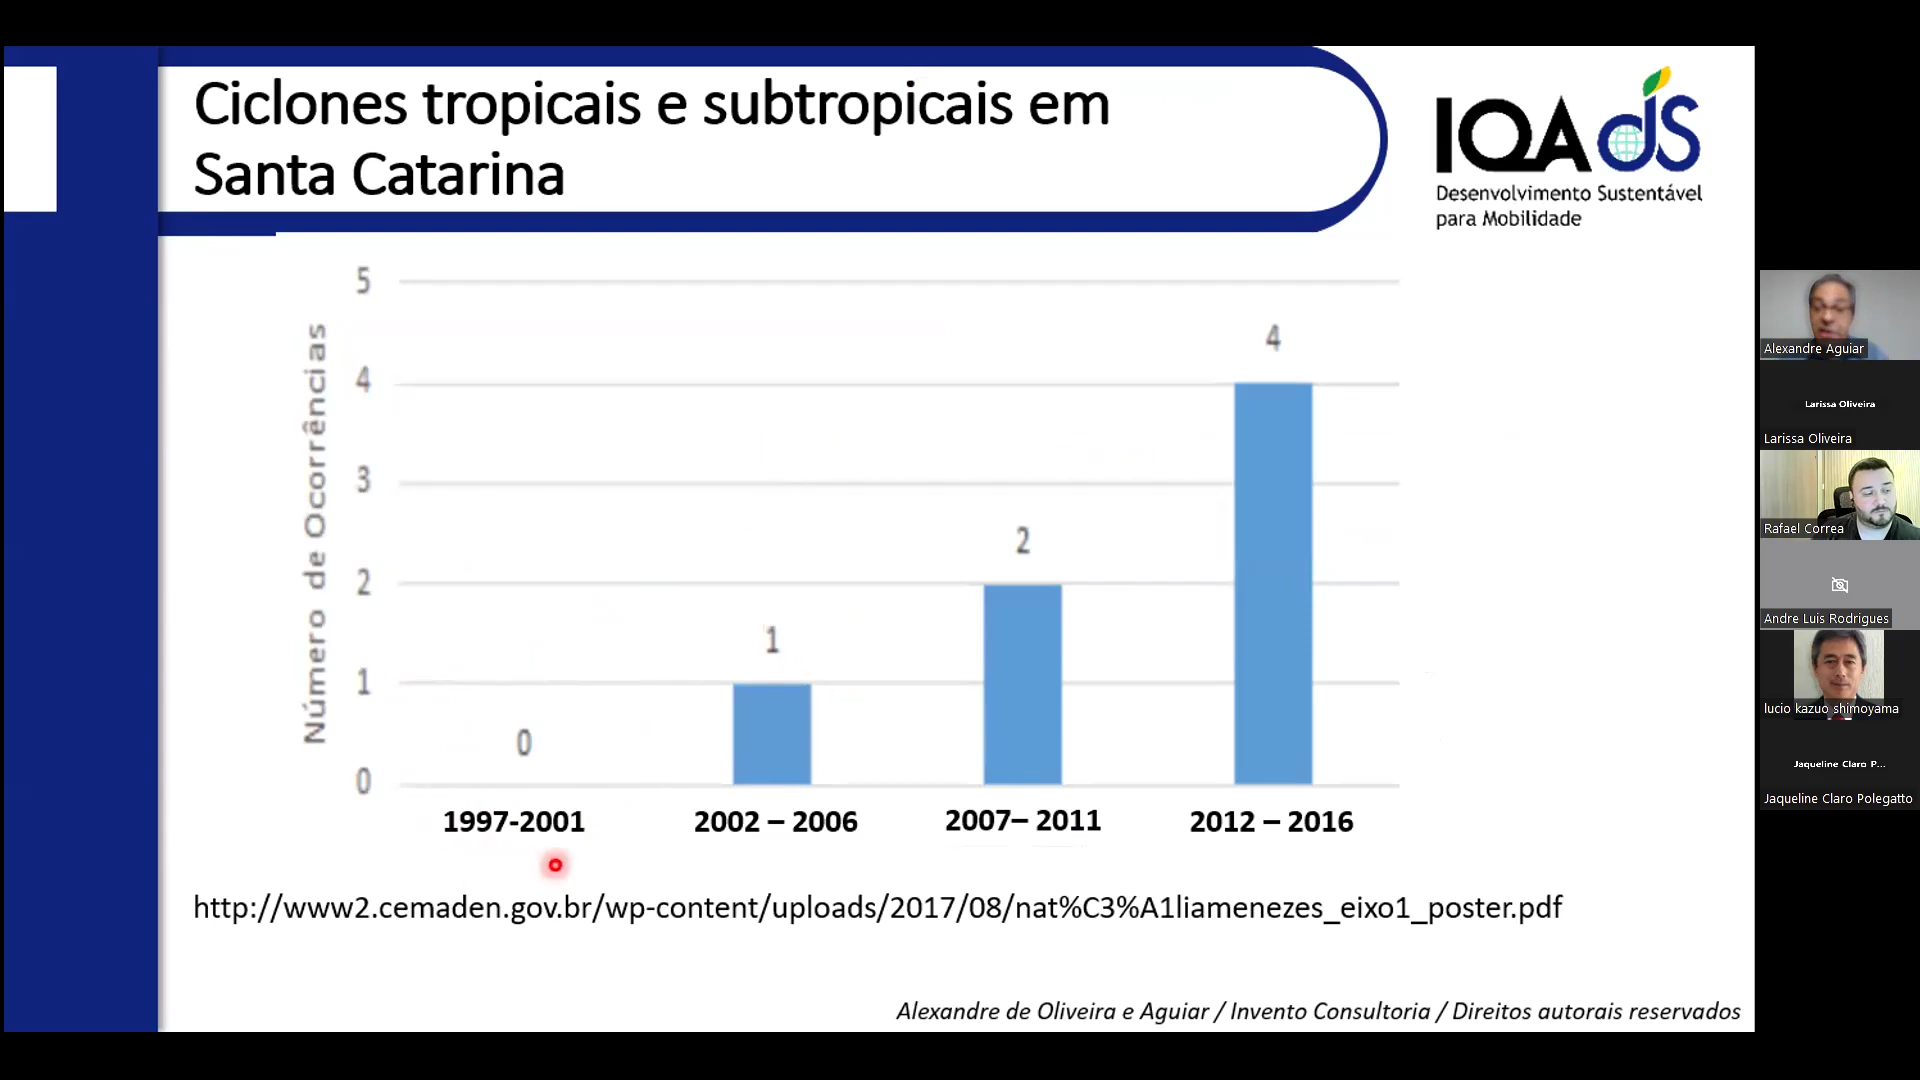 Ciclones tropicais e subtropicais em
Santa Catarina
IQAdS
Desenvolvimento Sustentável
para Mobilidade
Número de Ocorrências
5
4
3
2
1
0
0
1
2
4
1997-2001
2002 – 2006
2007– 2011
2012 – 2016
http://www2.cemaden.gov.br/wp-content/uploads/2017/08/nat%C3%A1liamenezes_eixo1_poster.pdf
Alexandre de Oliveira e Aguiar / Invento Consultoria / Direitos autorais reservados
Alexandre Aguiar
Larissa Oliveira
Larissa Oliveira
Rafael Correa
Andre Luis Rodrigues
lucio kazuo shimoyama
Jaqueline Claro P...
Jaqueline Claro Polegatto